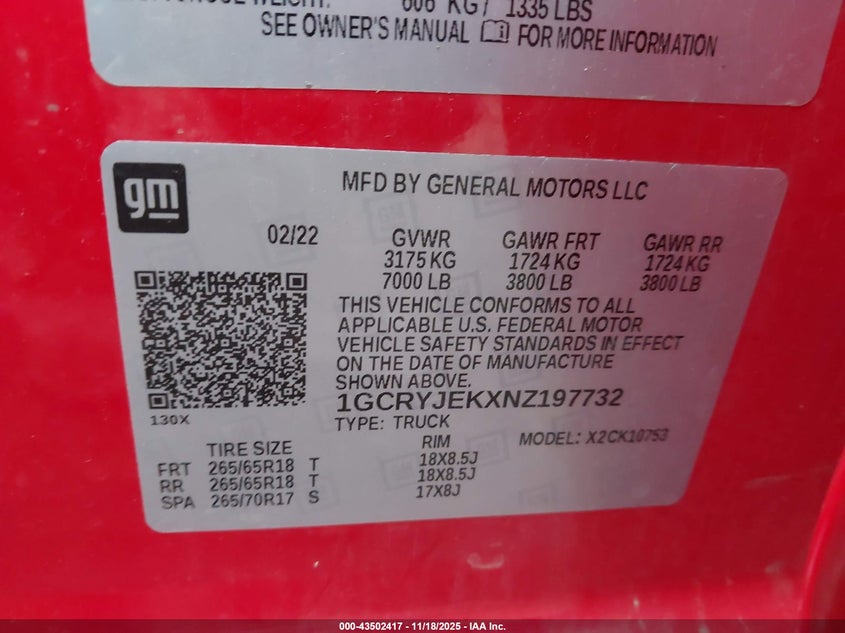 606 KG / 1335 LBS
SEE OWNER'S MANUAL FOR MORE INFORMATION
gm
MFD BY GENERAL MOTORS LLC
02/22 GVWR GAWR FRT GAWR RR
3175 KG 1724 KG 1724 KG
7000 LB 3800 LB 3800 LB
THIS VEHICLE CONFORMS TO ALL
APPLICABLE U.S. FEDERAL MOTOR
VEHICLE SAFETY STANDARDS IN EFFECT
ON THE DATE OF MANUFACTURE
SHOWN ABOVE.
1GCRYJEKXNZ197732
130X
TYPE: TRUCK
TIRE SIZE RIM MODEL: X2CK10753
FRT 265/65R18 T 18X8.5J
RR 265/65R18 T 18X8.5J
SPA 265/70R17 S 17X8J
000-43502417 - 11/18/2025 - IAA Inc.